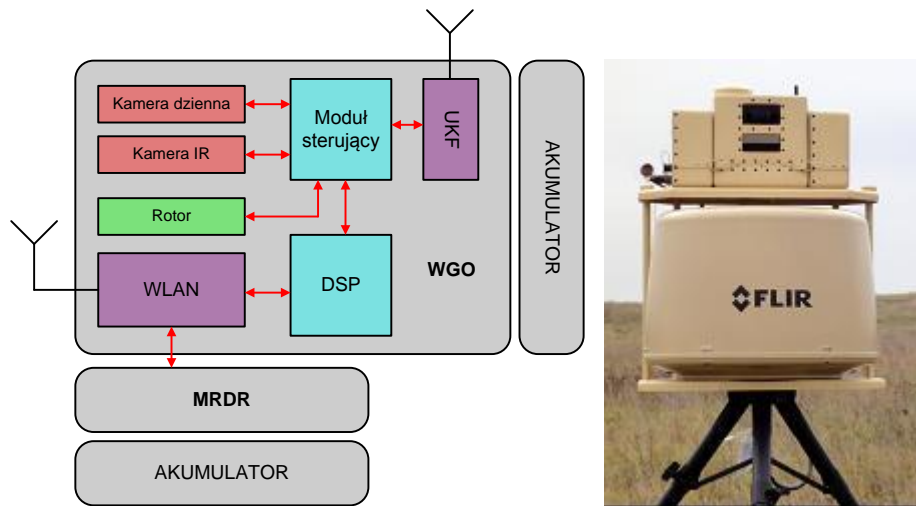 Kamera dzienna
Moduł
sterujący
UKF
Kamera IR
Rotor
WLAN
DSP
WGO
AKUMULATOR
MRDR
AKUMULATOR
FLIR